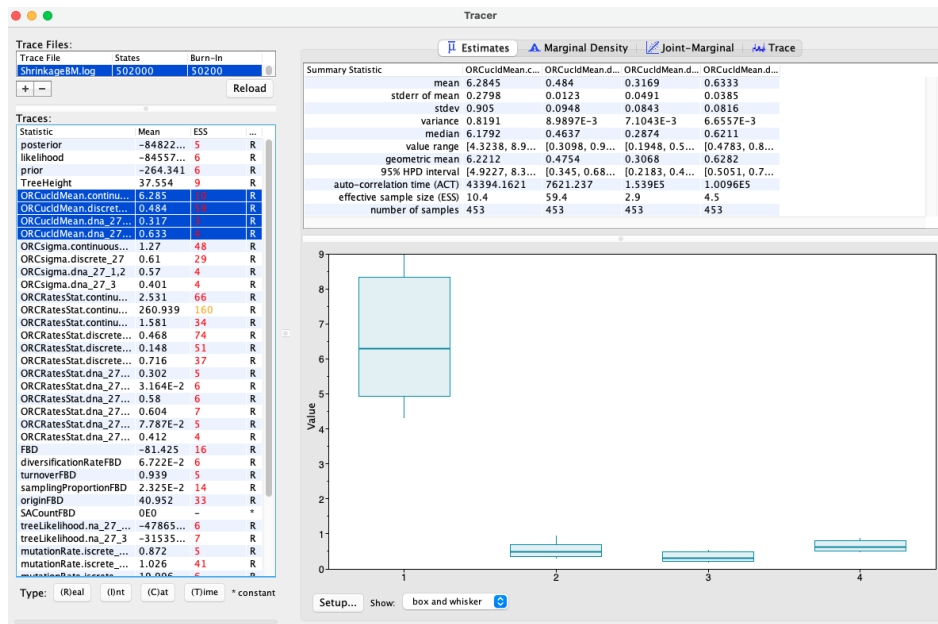 Tracer
Trace Files:
Trace File States Burn-In
ShrinkageBM.log 502000 50200
+ − Reload
Traces:
Statistic Mean ESS ...
posterior -84822... 5 R
likelihood -84557... 6 R
prior -264.341 6 R
TreeHeight 37.554 9 R
ORCucldMean.continu... 6.285 10 R
ORCucldMean.discret... 0.484 R
ORCucldMean.dna_27... 0.317 R
ORCucldMean.dna_27... 0.633 4 R
ORCsigma.continuous... 1.27 48 R
ORCsigma.discrete_27 0.61 29 R
ORCsigma.dna_27_1,2 0.57 4 R
ORCsigma.dna_27_3 0.401 4 R
ORCRatesStat.continu... 2.531 66 R
ORCRatesStat.continu... 260.939 160 R
ORCRatesStat.continu... 1.581 34 R
ORCRatesStat.discrete... 0.468 74 R
ORCRatesStat.discrete... 0.148 51 R
ORCRatesStat.discrete... 0.716 37 R
ORCRatesStat.dna_27... 0.302 5 R
ORCRatesStat.dna_27... 3.164E-2 6 R
ORCRatesStat.dna_27... 0.58 6 R
ORCRatesStat.dna_27... 0.604 7 R
ORCRatesStat.dna_27... 7.787E-2 5 R
ORCRatesStat.dna_27... 0.412 4 R
FBD -81.425 16 R
diversificationRateFBD 6.722E-2 6 R
turnoverFBD 0.939 5 R
samplingProportionFBD 2.325E-2 14 R
originFBD 40.952 33 R
SACountFBD 0E0 - *
treeLikelihood.na_27_... -47865... 6 R
treeLikelihood.na_27_3 -31535... 7 R
mutationRate.iscrete_... 0.872 5 R
mutationRate.iscrete_... 1.026 41 R
Type: (R)eal (I)nt (C)at (T)ime * constant
μ Estimates Marginal Density Joint-Marginal Trace
Summary Statistic ORCucldMean.c... ORCucldMean.d... ORCucldMean.d... ORCucldMean.d...
mean 6.2845 0.484 0.3169 0.6333
stderr of mean 0.2798 0.0123 0.0491 0.0385
stdev 0.905 0.0948 0.0843 0.0816
variance 0.8191 8.9897E-3 7.1043E-3 6.6557E-3
median 6.1792 0.4637 0.2874 0.6211
value range [4.3238, 8.9... [0.3098, 0.9... [0.1948, 0.5... [0.4783, 0.8...
geometric mean 6.2212 0.4754 0.3068 0.6282
95% HPD interval [4.9227, 8.3... [0.345, 0.68... [0.2183, 0.4... [0.5051, 0.7...
auto-correlation time (ACT) 43394.1621 7621.237 1.539E5 1.0096E5
effective sample size (ESS) 10.4 59.4 2.9 4.5
number of samples 453 453 453 453
Value
9
8
7
6
5
4
3
2
1
0
1 2 3 4
Setup... Show: box and whisker